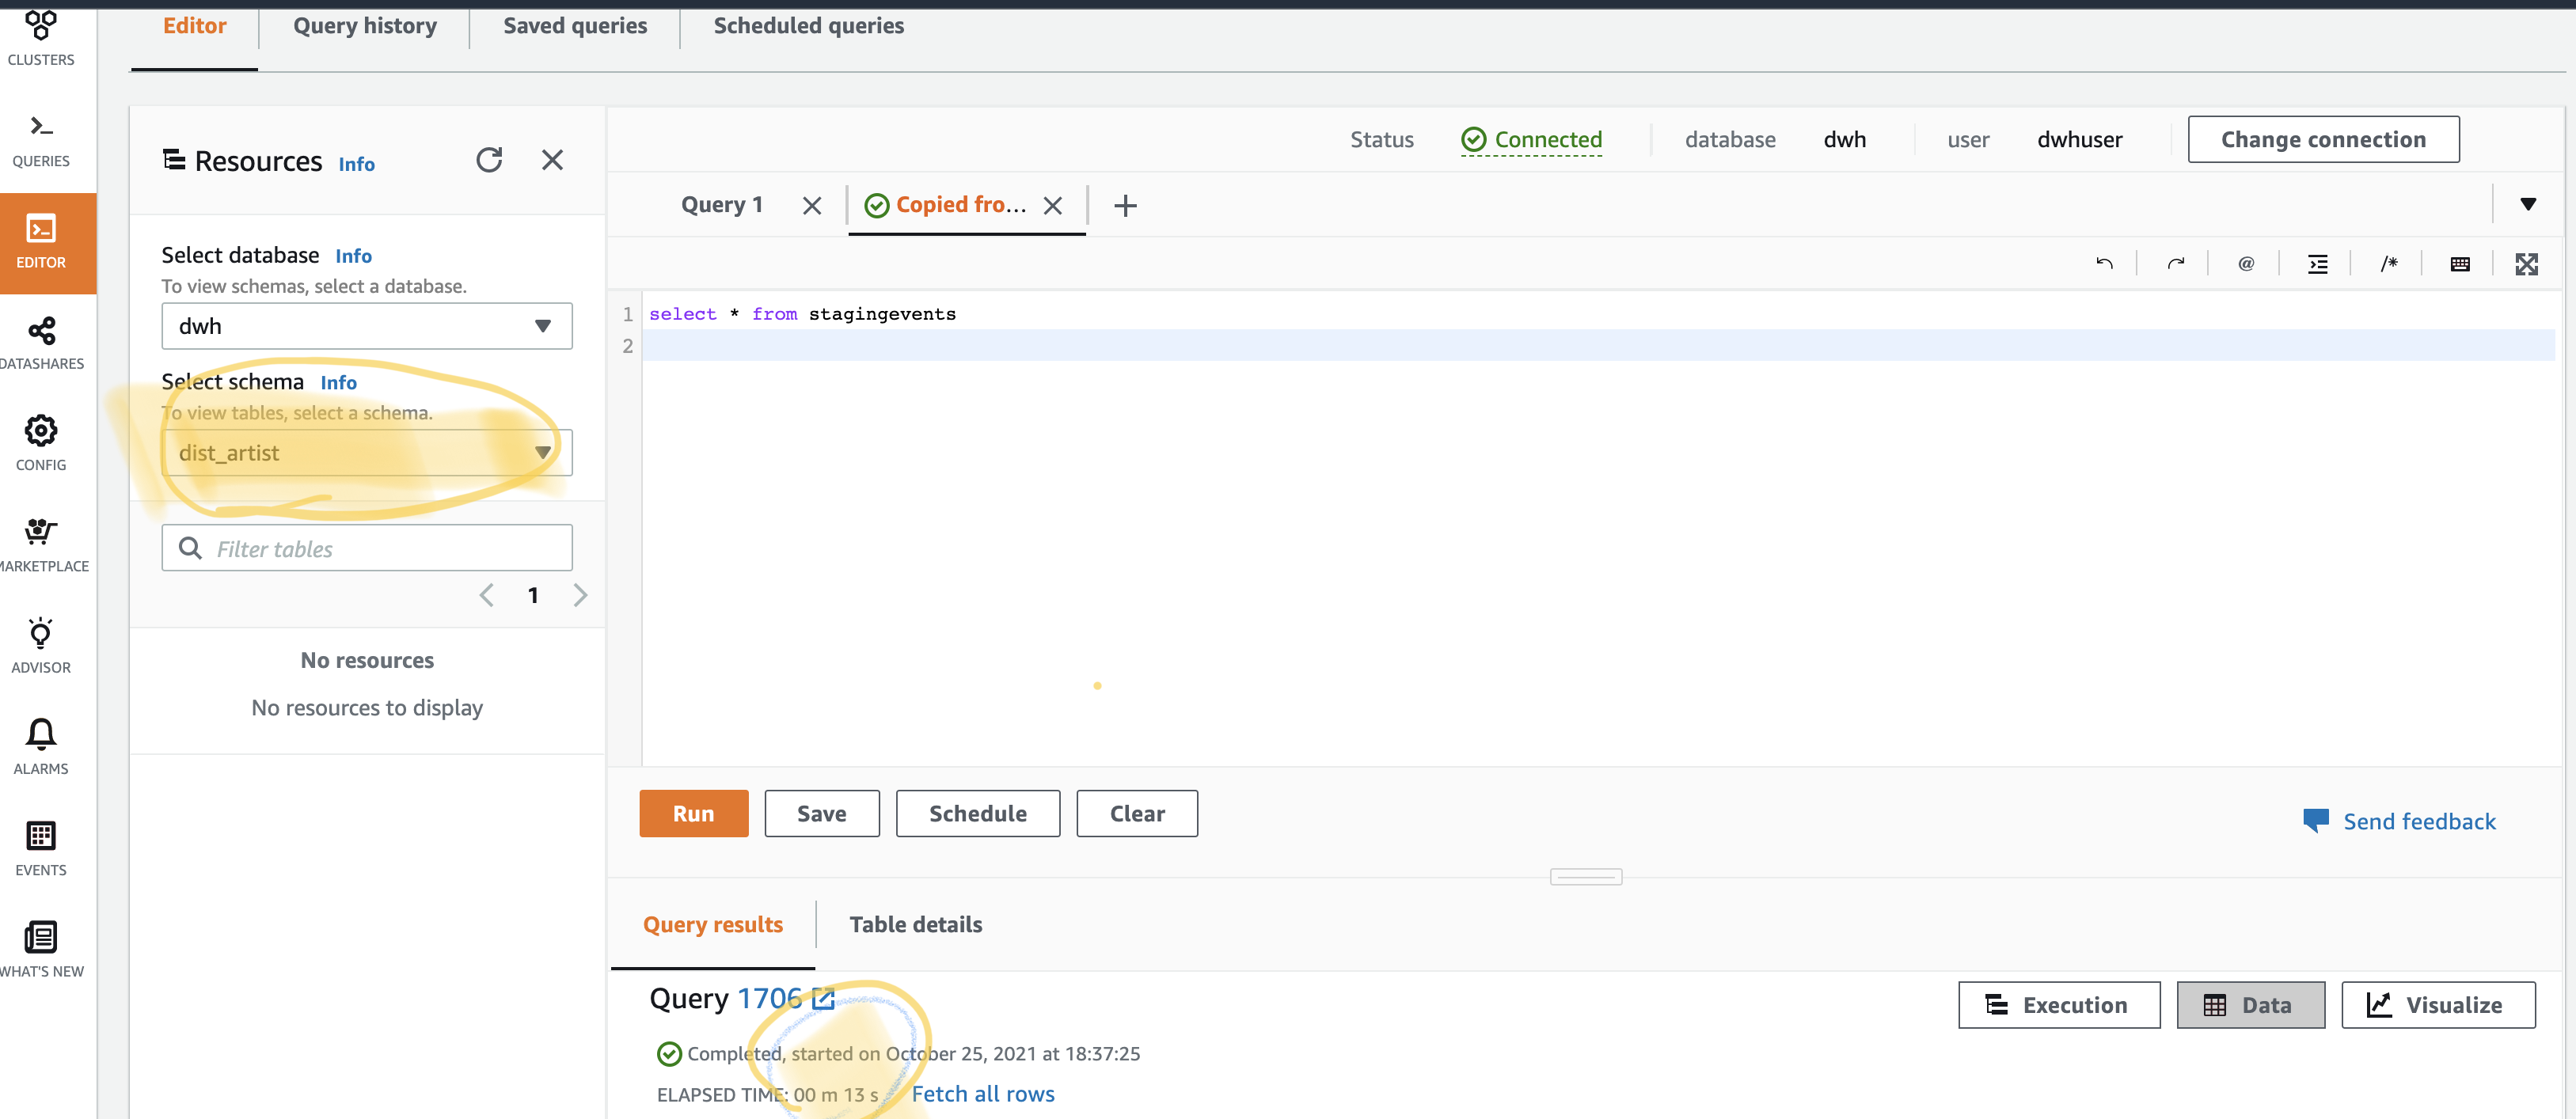 Editor
Query history
Saved queries
Scheduled queries
CLUSTERS
QUERIES
EDITOR
DATASHARES
CONFIG
MARKETPLACE
ADVISOR
ALARMS
EVENTS
WHAT'S NEW
Resources Info
Select database Info
To view schemas, select a database.
dwh
Select schema Info
To view tables, select a schema.
dist_artist
Filter tables
1
No resources
No resources to display
Status Connected database dwh user dwhuser Change connection
Query 1
Copied fro...
@ /*
1 select * from stagingevents
2
Run Save Schedule Clear
Send feedback
Query results Table details
Query 1706
Execution Data Visualize
Completed, started on October 25, 2021 at 18:37:25
ELAPSED TIME: 00 m 13 s Fetch all rows